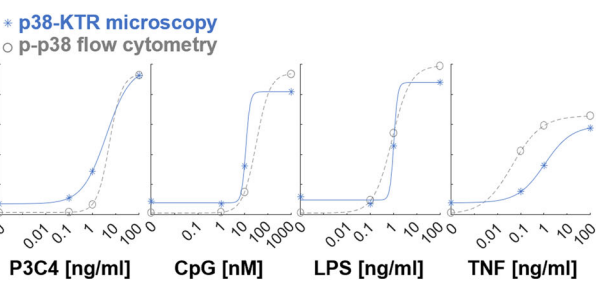 p38-KTR microscopy
p-p38 flow cytometry
0 0.01 0.1 1 10 100
0 1 10 100 1000
0 0.01 0.1 1 10 100
0 0.01 0.1 1 10 100
P3C4 [ng/ml] CpG [nM] LPS [ng/ml] TNF [ng/ml]